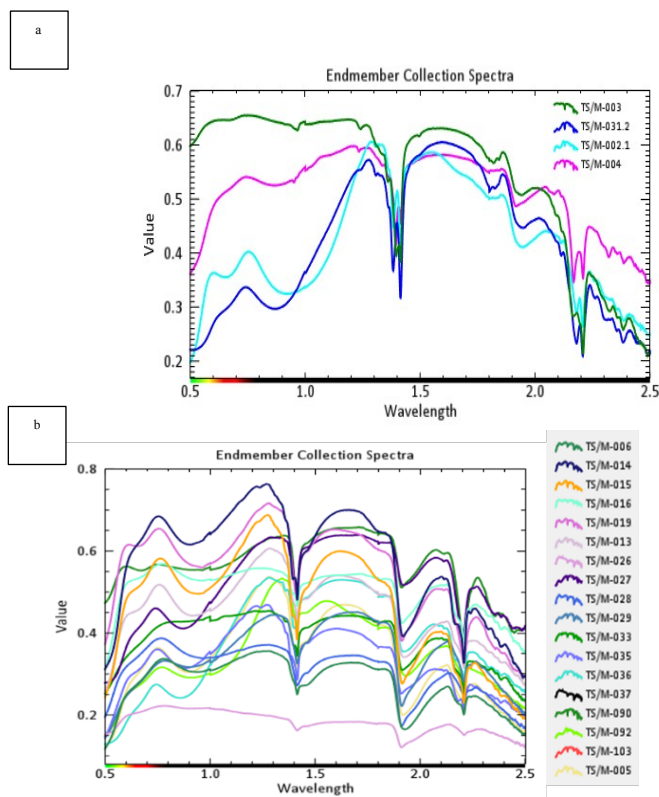 a
Endmember Collection Spectra
0.7
0.6
0.5
0.4
0.3
0.2
Value
0.5
1.0
1.5
2.0
2.5
Wavelength
TS/M-003
TS/M-031.2
TS/M-002.1
TS/M-004
b
Endmember Collection Spectra
0.8
0.6
0.4
0.2
Value
0.5
1.0
1.5
2.0
2.5
Wavelength
TS/M-006
TS/M-014
TS/M-015
TS/M-016
TS/M-019
TS/M-013
TS/M-026
TS/M-027
TS/M-028
TS/M-029
TS/M-033
TS/M-035
TS/M-036
TS/M-037
TS/M-090
TS/M-092
TS/M-103
TS/M-005